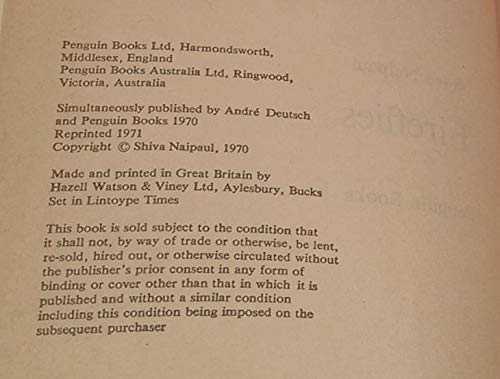 Penguin Books Ltd, Harmondsworth,
Middlesex, England
Penguin Books Australia Ltd, Ringwood,
Victoria, Australia
Simultaneously published by André Deutsch
and Penguin Books 1970
Reprinted 1971
Copyright © Shiva Naipaul, 1970
Made and printed in Great Britain by
Hazell Watson & Viney Ltd, Aylesbury, Bucks
Set in Lintoype Times
This book is sold subject to the condition that
it shall not, by way of trade or otherwise, be lent,
re-sold, hired out, or otherwise circulated without
the publisher's prior consent in any form of
binding or cover other than that in which it is
published and without a similar condition
including this condition being imposed on the
subsequent purchaser